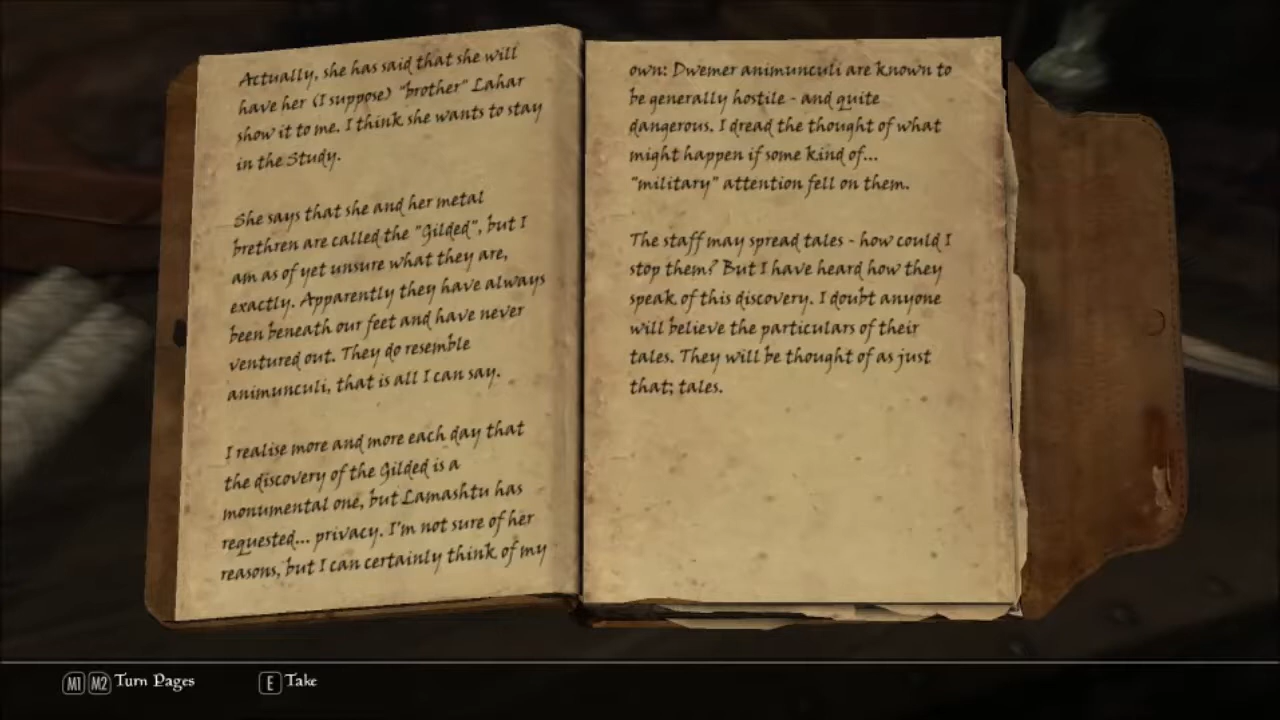 Actually, she has said that she will
have her (I suppose) "brother" Lahar
show it to me. I think she wants to stay
in the Study.
She says that she and her metal
brethren are called the "Gilded", but I
am as of yet unsure what they are,
exactly. Apparently they have always
been beneath our feet and have never
ventured out. They do resemble
animunculi, that is all I can say.
I realise more and more each day that
the discovery of the Gilded is a
monumental one, but Lamashtu has
requested... privacy. I'm not sure of her
reasons, but I can certainly think of my
own: Dwemer animunculi are known to
be generally hostile - and quite
dangerous. I dread the thought of what
might happen if some kind of...
"military" attention fell on them.
The staff may spread tales - how could I
stop them? But I have heard how they
speak of this discovery. I doubt anyone
will believe the particulars of their
tales. They will be thought of as just
that; tales.
M1 M2 Turn Pages
E Take